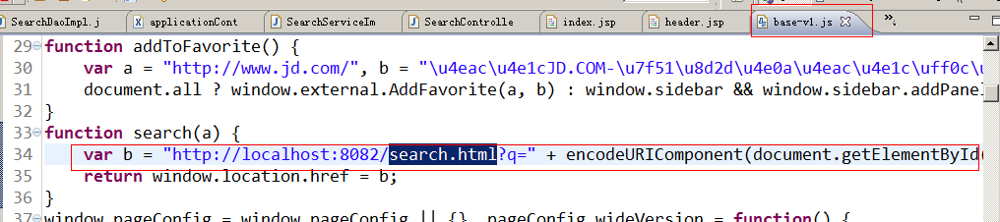 SearchDaoImpl.j applicationCont SearchServiceIm SearchControlle index.jsp header.jsp base-v1.js
29 function addToFavorite() {
30 var a = "http://www.jd.com/", b = "\u4eac\u4e1cJD.COM-\u7f51\u8d2d\u4e0a\u4eac\u4e1c\uff0c\u
31 document.all ? window.external.AddFavorite(a, b) : window.sidebar && window.sidebar.addPanel
32 }
33 function search(a) {
34 var b = "http://localhost:8082/search.html?q=" + encodeURIComponent(document.getElementById(
35 return window.location.href = b;
36 }
37 window.pageConfig = window.pageConfig || {}, pageConfig.wideVersion = function() {